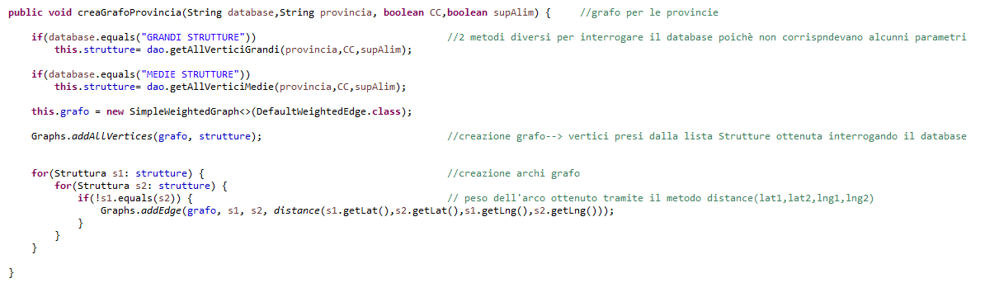 public void creaGrafoProvincia(String database,String provincia, boolean CC,boolean supAlim) {     //grafo per le provincie
if(database.equals("GRANDI STRUTTURE"))     //2 metodi diversi per interrogare il database poichè non corrispndevano alcunni parametri
this.strutture= dao.getAllVerticiGrandi(provincia,CC,supAlim);
if(database.equals("MEDIE STRUTTURE"))
this.strutture= dao.getAllVerticiMedie(provincia,CC,supAlim);
this.grafo = new SimpleWeightedGraph<>(DefaultWeightedEdge.class);
Graphs.addAllVertices(grafo, strutture);     //creazione grafo--> vertici presi dalla lista Strutture ottenuta interrogando il database
for(Struttura s1: strutture) {     //creazione archi grafo
for(Struttura s2: strutture) {
if(!s1.equals(s2)) {     // peso dell'arco ottenuto tramite il metodo distance(lat1,lat2,lng1,lng2)
Graphs.addEdge(grafo, s1, s2, distance(s1.getLat(),s2.getLat(),s1.getLng(),s2.getLng()));
}
}
}
}